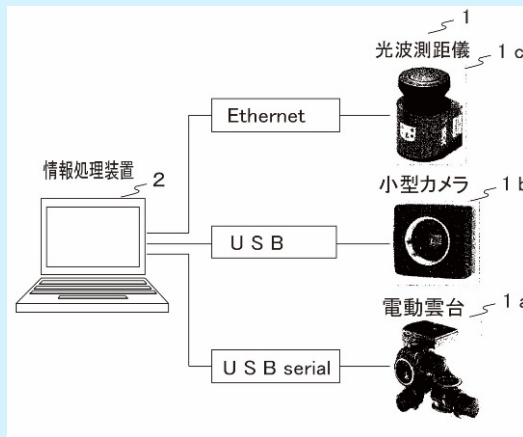 1
光波測距儀
1 c
Ethernet
情報処理装置
2
小型カメラ
1 b
ＵＳＢ
電動雲台
1 a
ＵＳＢ serial